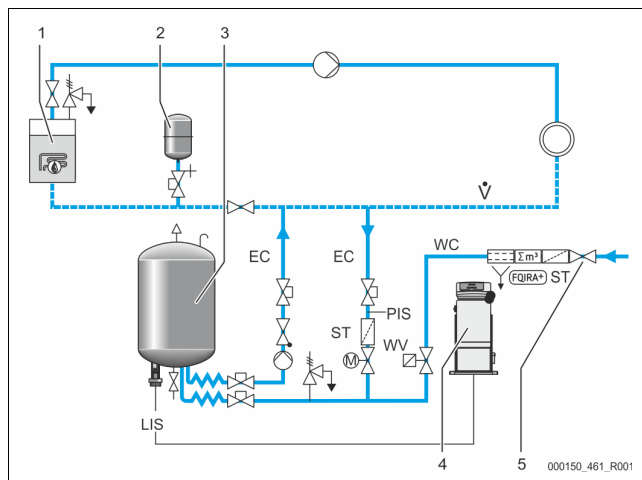 1
2
3
V̇
EC
EC
WC
Σm³
FQIRA+
ST
PIS
ST
WV
M
LIS
4
5
000150_461_R001